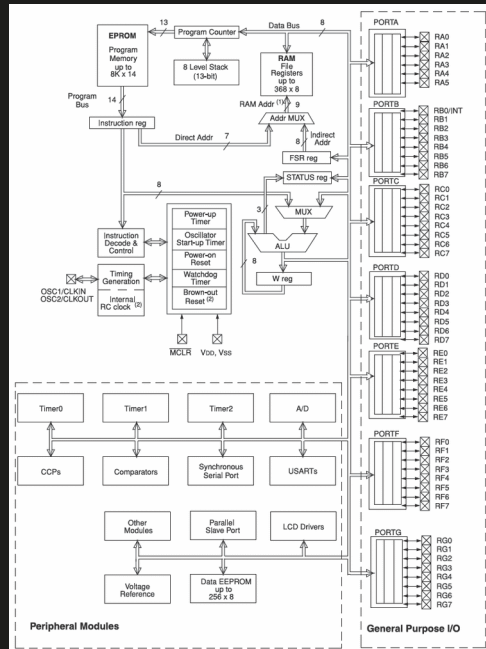 EPROM
Program
Memory
up to
8K x 14
13
Program Counter
8 Level Stack
(13-bit)
Data Bus
8
RAM
File
Registers
up to
368 x 8
Program
Bus
14
Instruction reg
RAM Addr (1)
9
Addr MUX
Direct Addr
7
8
Indirect
Addr
FSR reg
STATUS reg
8
3
MUX
ALU
8
W reg
Instruction
Decode &
Control
Timing
Generation
Internal
RC clock (2)
OSC1/CLKIN
OSC2/CLKOUT
Power-up
Timer
Oscillator
Start-up Timer
Power-on
Reset
Watchdog
Timer
Brown-out
Reset (2)
MCLR
VDD, VSS
Timer0
Timer1
Timer2
A/D
CCPs
Comparators
Synchronous
Serial Port
USARTs
Other
Modules
Parallel
Slave Port
LCD Drivers
Voltage
Reference
Data EEPROM
up to
256 x 8
Peripheral Modules
PORTA
RA0
RA1
RA2
RA3
RA4
RA5
PORTB
RB0/INT
RB1
RB2
RB3
RB4
RB5
RB6
RB7
PORTC
RC0
RC1
RC2
RC3
RC4
RC5
RC6
RC7
PORTD
RD0
RD1
RD2
RD3
RD4
RD5
RD6
RD7
PORTE
RE0
RE1
RE2
RE3
RE4
RE5
RE6
RE7
PORTF
RF0
RF1
RF2
RF3
RF4
RF5
RF6
RF7
PORTG
RG0
RG1
RG2
RG3
RG4
RG5
RG6
RG7
General Purpose I/O